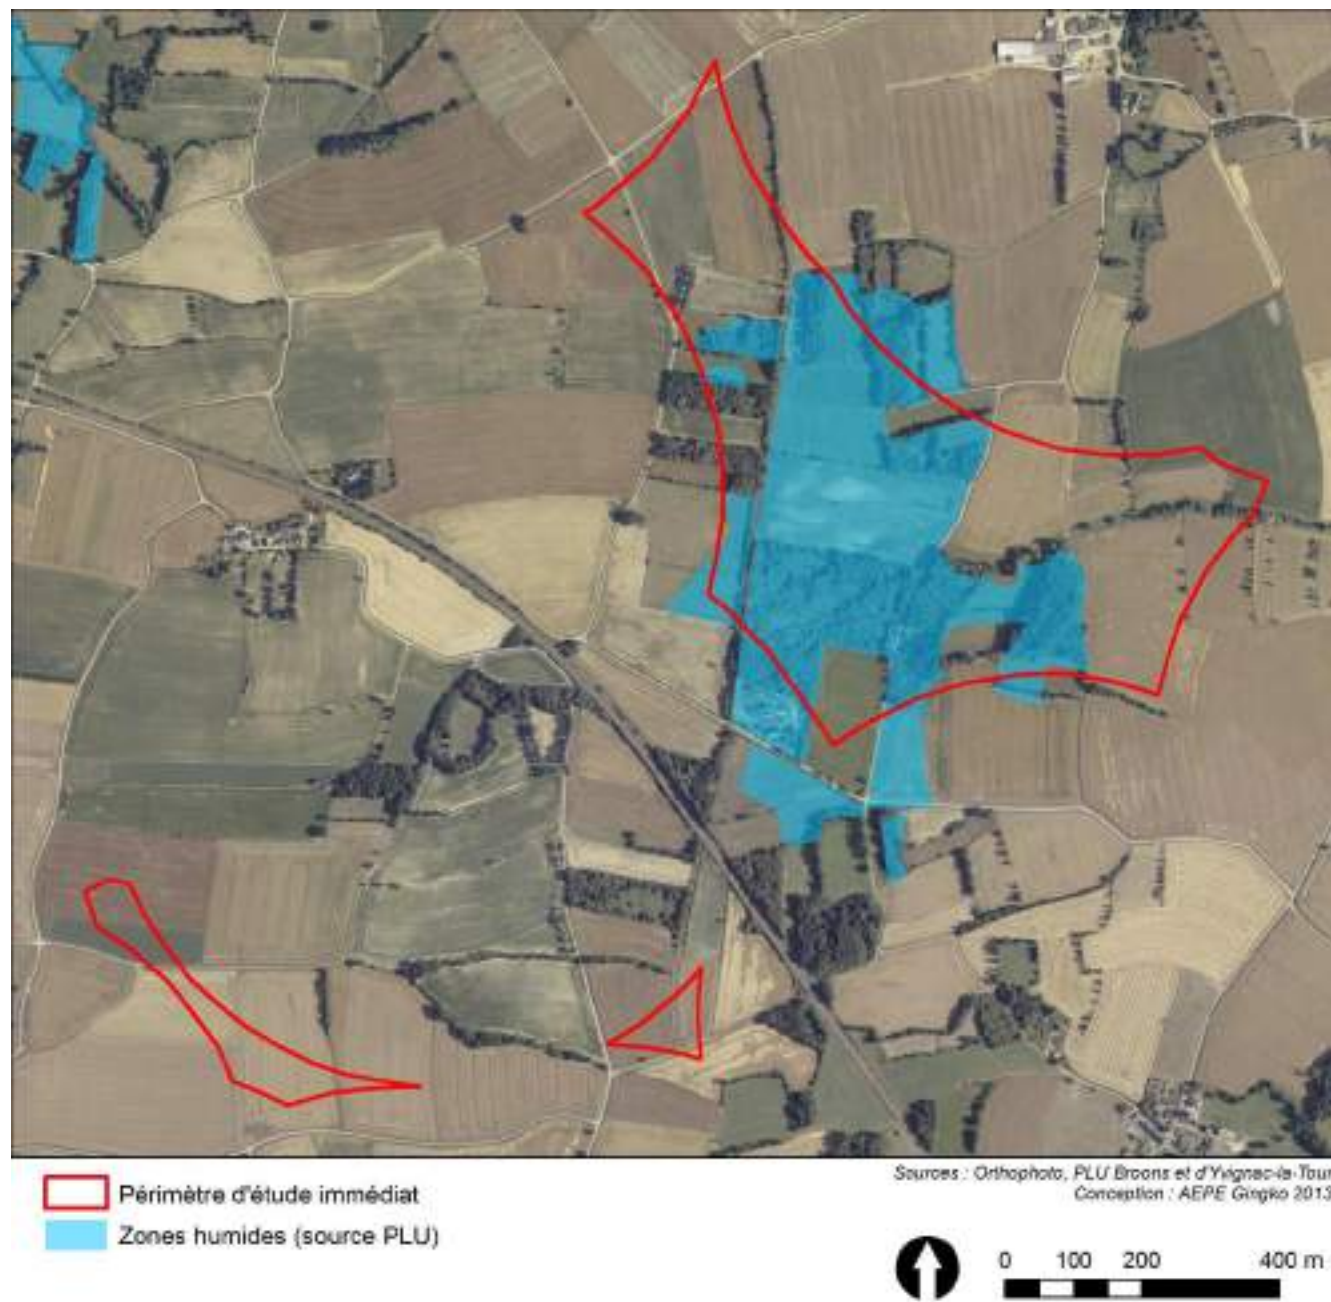 Périmètre d'étude immédiat
Zones humides (source PLU)
Sources : Orthophoto, PLU Broons et d'Yvignac-la-Tour
Conception : AEPE Gingko 2013
0 100 200 400 m